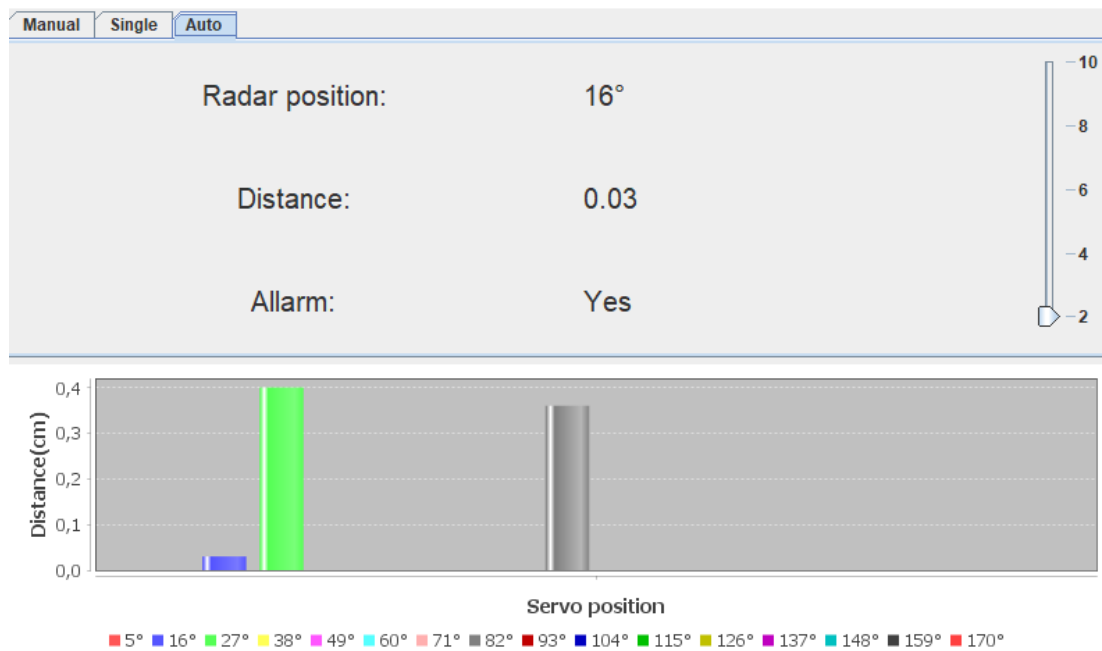 Manual Single Auto
Radar position: 16°
Distance: 0.03
Allarm: Yes
10
8
6
4
2
Distance(cm)
0,4
0,3
0,2
0,1
0,0
Servo position
5° 16° 27° 38° 49° 60° 71° 82° 93° 104° 115° 126° 137° 148° 159° 170°